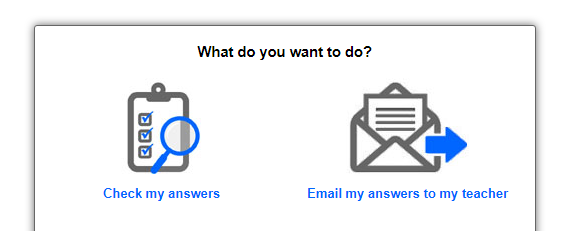 What do you want to do?
Check my answers
Email my answers to my teacher